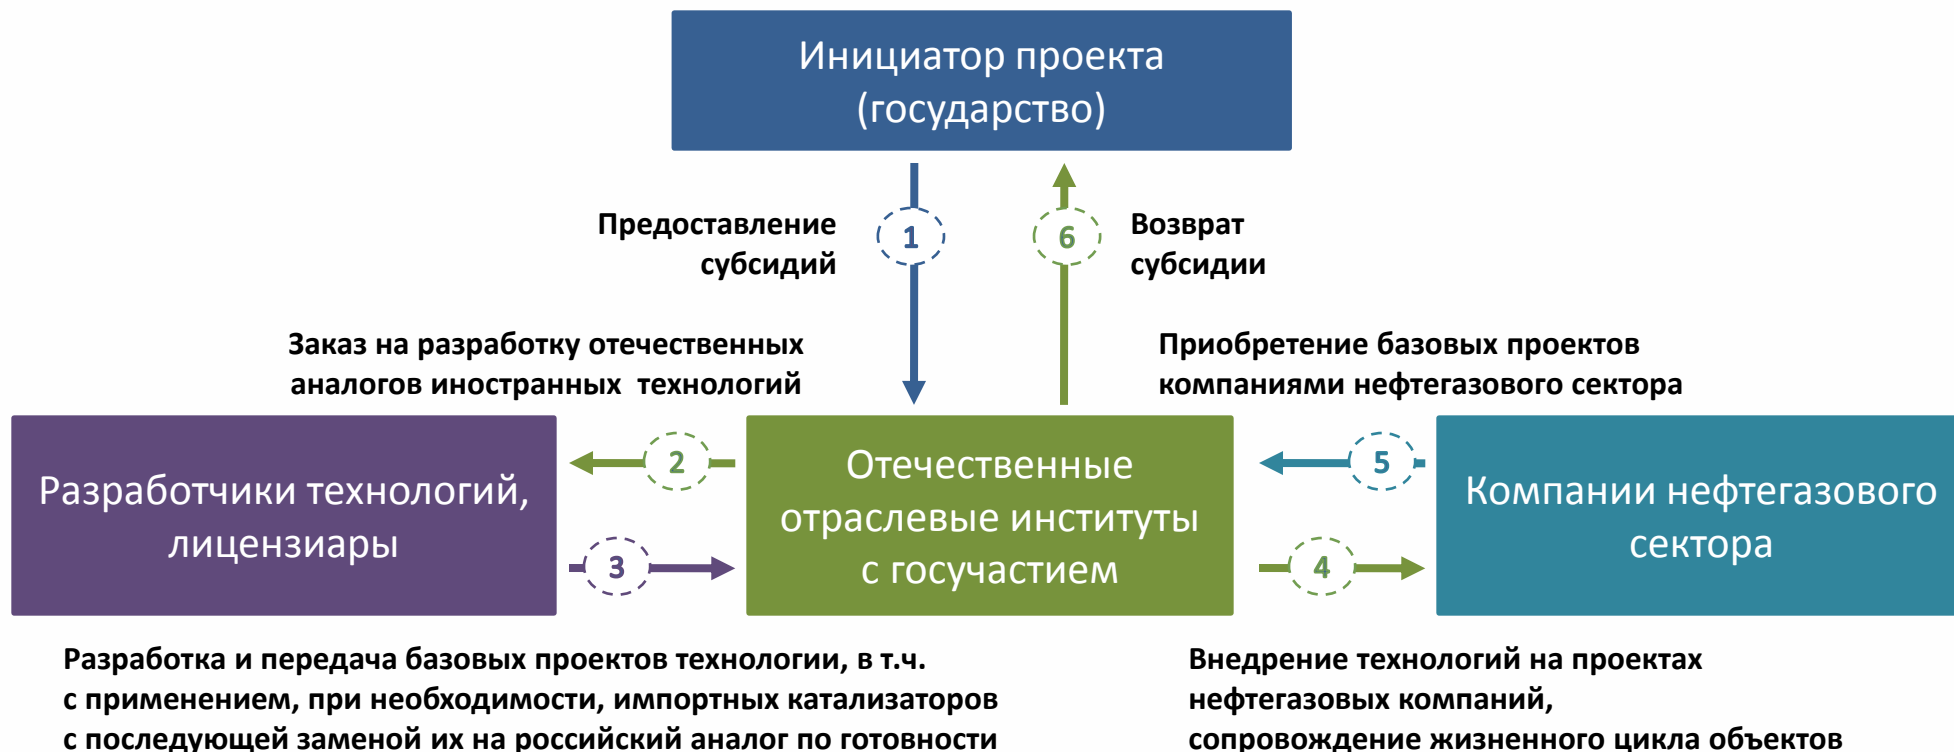 Инициатор проекта
(государство)
Предоставление
субсидий
1
6
Возврат
субсидии
Заказ на разработку отечественных
аналогов иностранных технологий
Приобретение базовых проектов
компаниями нефтегазового сектора
Разработчики технологий,
лицензиары
2
3
Отечественные
отраслевые институты
с госучастием
5
4
Компании нефтегазового
сектора
Разработка и передача базовых проектов технологии, в т.ч.
с применением, при необходимости, импортных катализаторов
с последующей заменой их на российский аналог по готовности
Внедрение технологий на проектах
нефтегазовых компаний,
сопровождение жизненного цикла объектов